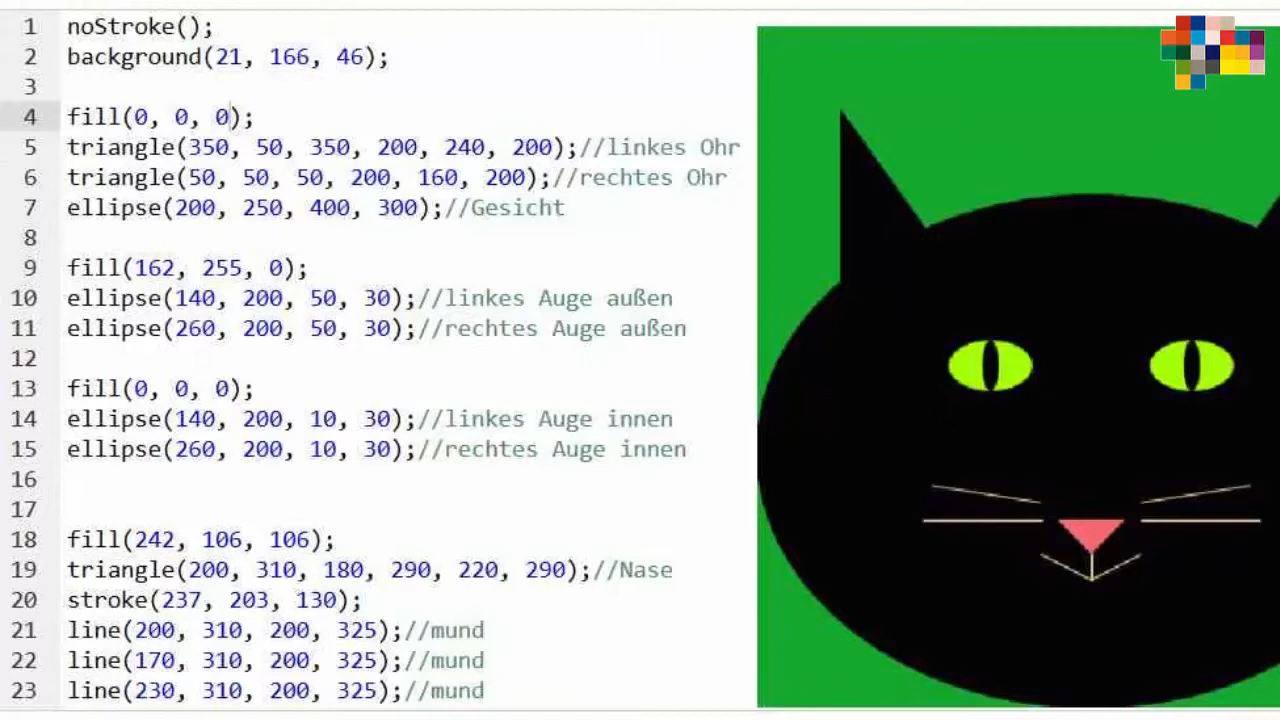 1 noStroke();
2 background(21, 166, 46);
3
4 fill(0, 0, 0);
5 triangle(350, 50, 350, 200, 240, 200);//linkes Ohr
6 triangle(50, 50, 50, 200, 160, 200);//rechtes Ohr
7 ellipse(200, 250, 400, 300);//Gesicht
8
9 fill(162, 255, 0);
10 ellipse(140, 200, 50, 30);//linkes Auge außen
11 ellipse(260, 200, 50, 30);//rechtes Auge außen
12
13 fill(0, 0, 0);
14 ellipse(140, 200, 10, 30);//linkes Auge innen
15 ellipse(260, 200, 10, 30);//rechtes Auge innen
16
17
18 fill(242, 106, 106);
19 triangle(200, 310, 180, 290, 220, 290);//Nase
20 stroke(237, 203, 130);
21 line(200, 310, 200, 325);//mund
22 line(170, 310, 200, 325);//mund
23 line(230, 310, 200, 325);//mund